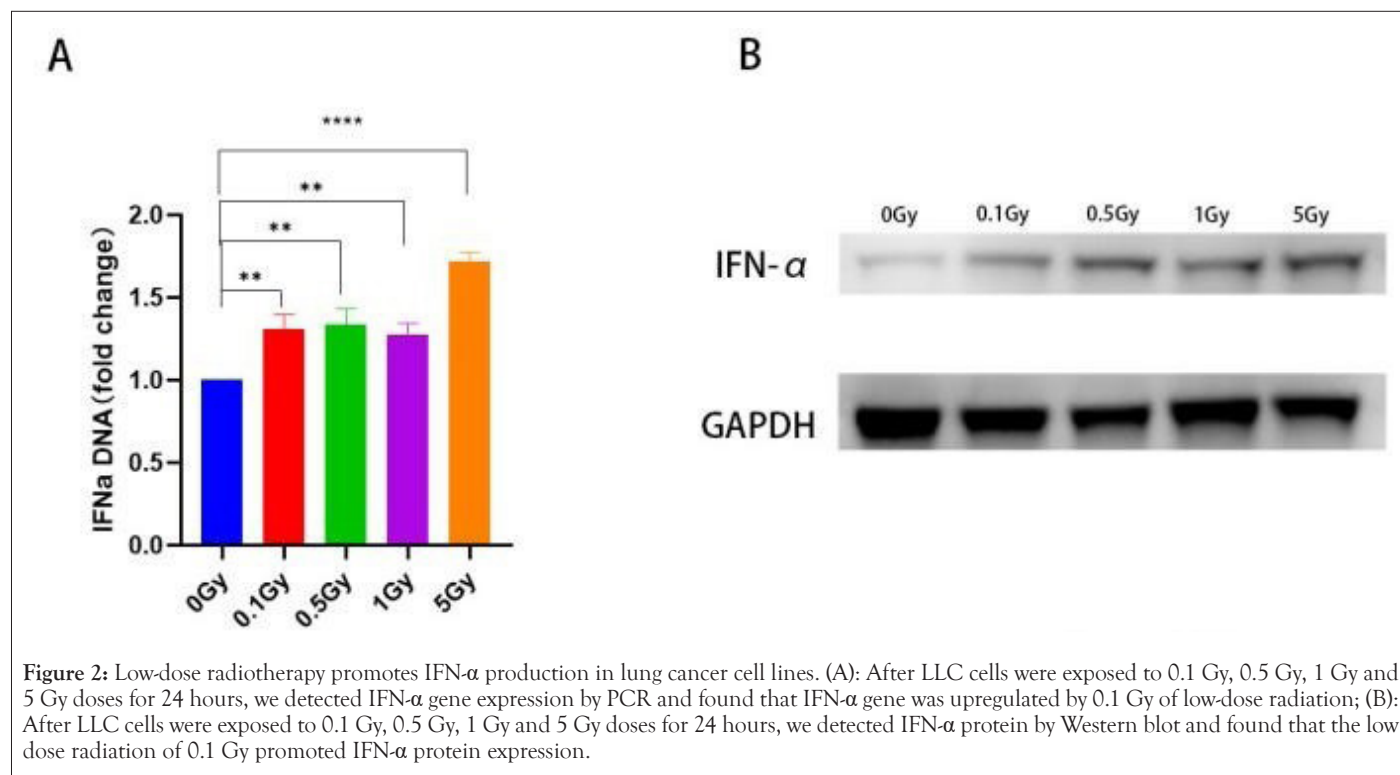 A
****
**
**
**
IFNa DNA(fold change)
2.0
1.5
1.0
0.5
0.0
0Gy
0.1Gy
0.5Gy
1Gy
5Gy
B
0Gy 0.1Gy 0.5Gy 1Gy 5Gy
IFN-α
GAPDH
Figure 2: Low-dose radiotherapy promotes IFN-α production in lung cancer cell lines. (A): After LLC cells were exposed to 0.1 Gy, 0.5 Gy, 1 Gy and
5 Gy doses for 24 hours, we detected IFN-α gene expression by PCR and found that IFN-α gene was upregulated by 0.1 Gy of low-dose radiation; (B):
After LLC cells were exposed to 0.1 Gy, 0.5 Gy, 1 Gy and 5 Gy doses for 24 hours, we detected IFN-α protein by Western blot and found that the low
dose radiation of 0.1 Gy promoted IFN-α protein expression.